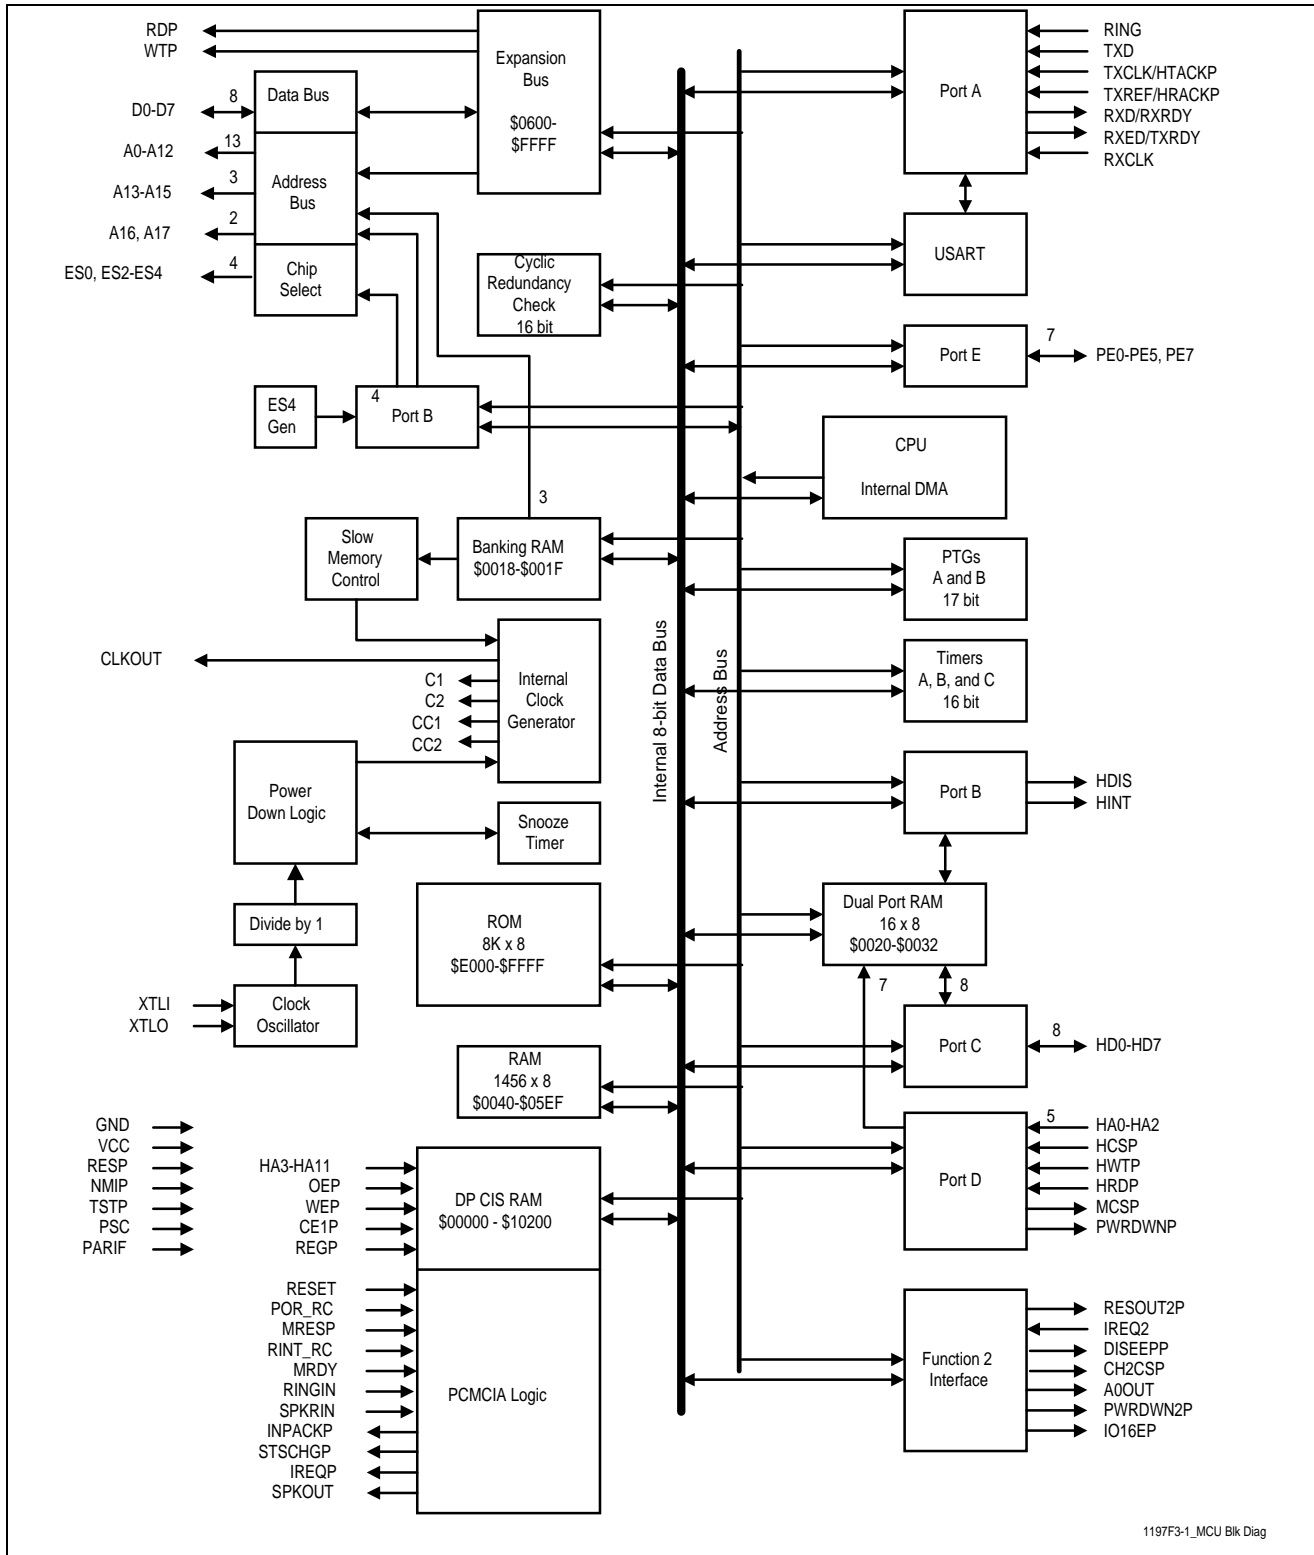 RDP
WTP
D0-D7
8
A0-A12
13
A13-A15
3
A16, A17
2
ES0, ES2-ES4
4
Data Bus
Address
Bus
Chip
Select
Expansion
Bus
$0600-
$FFFF
Cyclic
Redundancy
Check
16 bit
ES4
Gen
4
Port B
3
Slow
Memory
Control
Banking RAM
$0018-$001F
CLKOUT
C1
C2
CC1
CC2
Internal
Clock
Generator
Power
Down Logic
Snooze
Timer
Divide by 1
XTLI
XTLO
Clock
Oscillator
ROM
8K x 8
$E000-$FFFF
RAM
1456 x 8
$0040-$05EF
GND
VCC
RESP
NMIP
TSTP
PSC
PARIF
HA3-HA11
OEP
WEP
CE1P
REGP
DP CIS RAM
$00000 - $10200
RESET
POR_RC
MRESP
RINT_RC
MRDY
RINGIN
SPKRIN
INPACKP
STSCHGP
IREQP
SPKOUT
PCMCIA Logic
Internal 8-bit Data Bus
Address Bus
Port A
RING
TXD
TXCLK/HTACKP
TXREF/HRACKP
RXD/RXRDY
RXED/TXRDY
RXCLK
USART
Port E
7
PE0-PE5, PE7
CPU
Internal DMA
PTGs
A and B
17 bit
Timers
A, B, and C
16 bit
Port B
HDIS
HINT
Dual Port RAM
16 x 8
$0020-$0032
7
8
Port C
8
HD0-HD7
Port D
5
HA0-HA2
HCSP
HWTP
HRDP
MCSP
PWRDWNP
Function 2
Interface
RESOUT2P
IREQ2
DISEEPP
CH2CSP
A0OUT
PWRDWN2P
IO16EP
1197F3-1_MCU Blk Diag